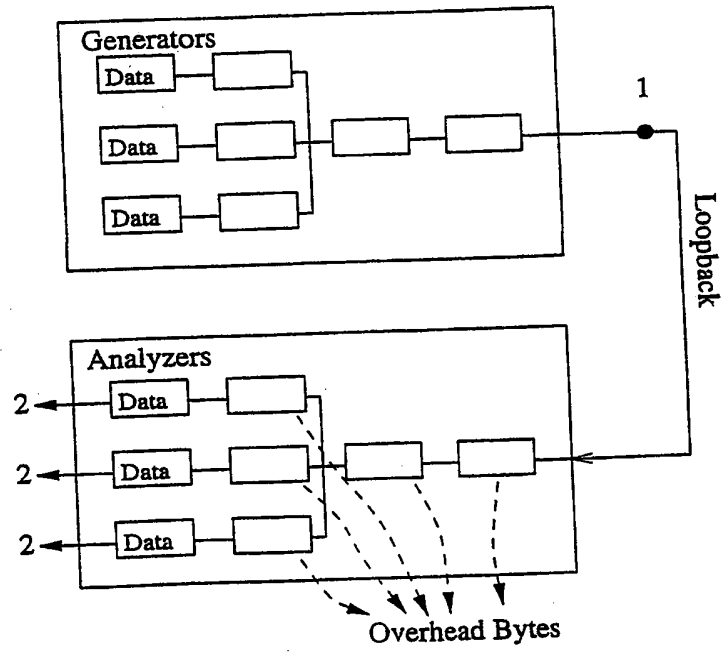 Generators
Data
Data
Data
1
Loopback
Analyzers
2
Data
2
Data
2
Data
Overhead Bytes